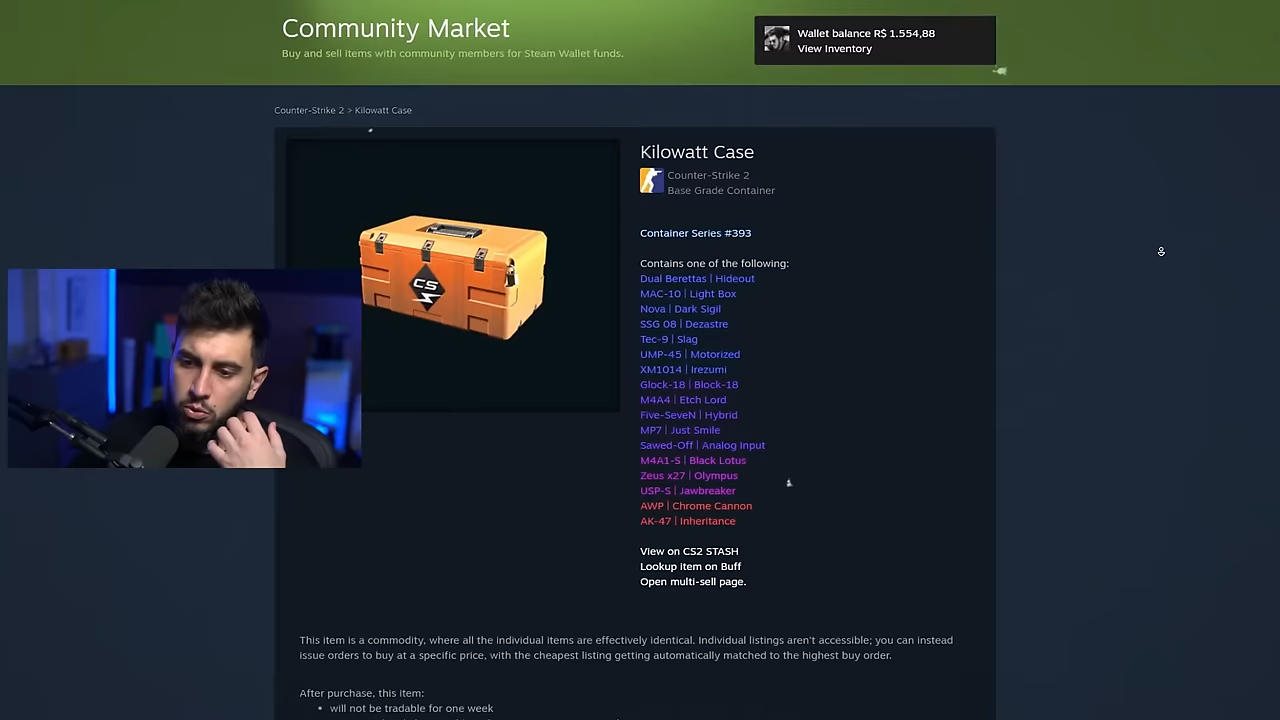 Community Market
Buy and sell items with community members for Steam Wallet funds.
Wallet balance R$ 1.554,88
View Inventory
Counter-Strike 2 > Kilowatt Case
Kilowatt Case
Counter-Strike 2
Base Grade Container
Container Series #393
Contains one of the following:
Dual Berettas | Hideout
MAC-10 | Light Box
Nova | Dark Sigil
SSG 08 | Dezastre
Tec-9 | Slag
UMP-45 | Motorized
XM1014 | Irezumi
Glock-18 | Block-18
M4A4 | Etch Lord
Five-SeveN | Hybrid
MP7 | Just Smile
Sawed-Off | Analog Input
M4A1-S | Black Lotus
Zeus x27 | Olympus
USP-S | Jawbreaker
AWP | Chrome Cannon
AK-47 | Inheritance
View on CS2 STASH
Lookup item on Buff
Open multi-sell page.
CS
This item is a commodity, where all the individual items are effectively identical. Individual listings aren't accessible; you can instead
issue orders to buy at a specific price, with the cheapest listing getting automatically matched to the highest buy order.
After purchase, this item:
• will not be tradable for one week